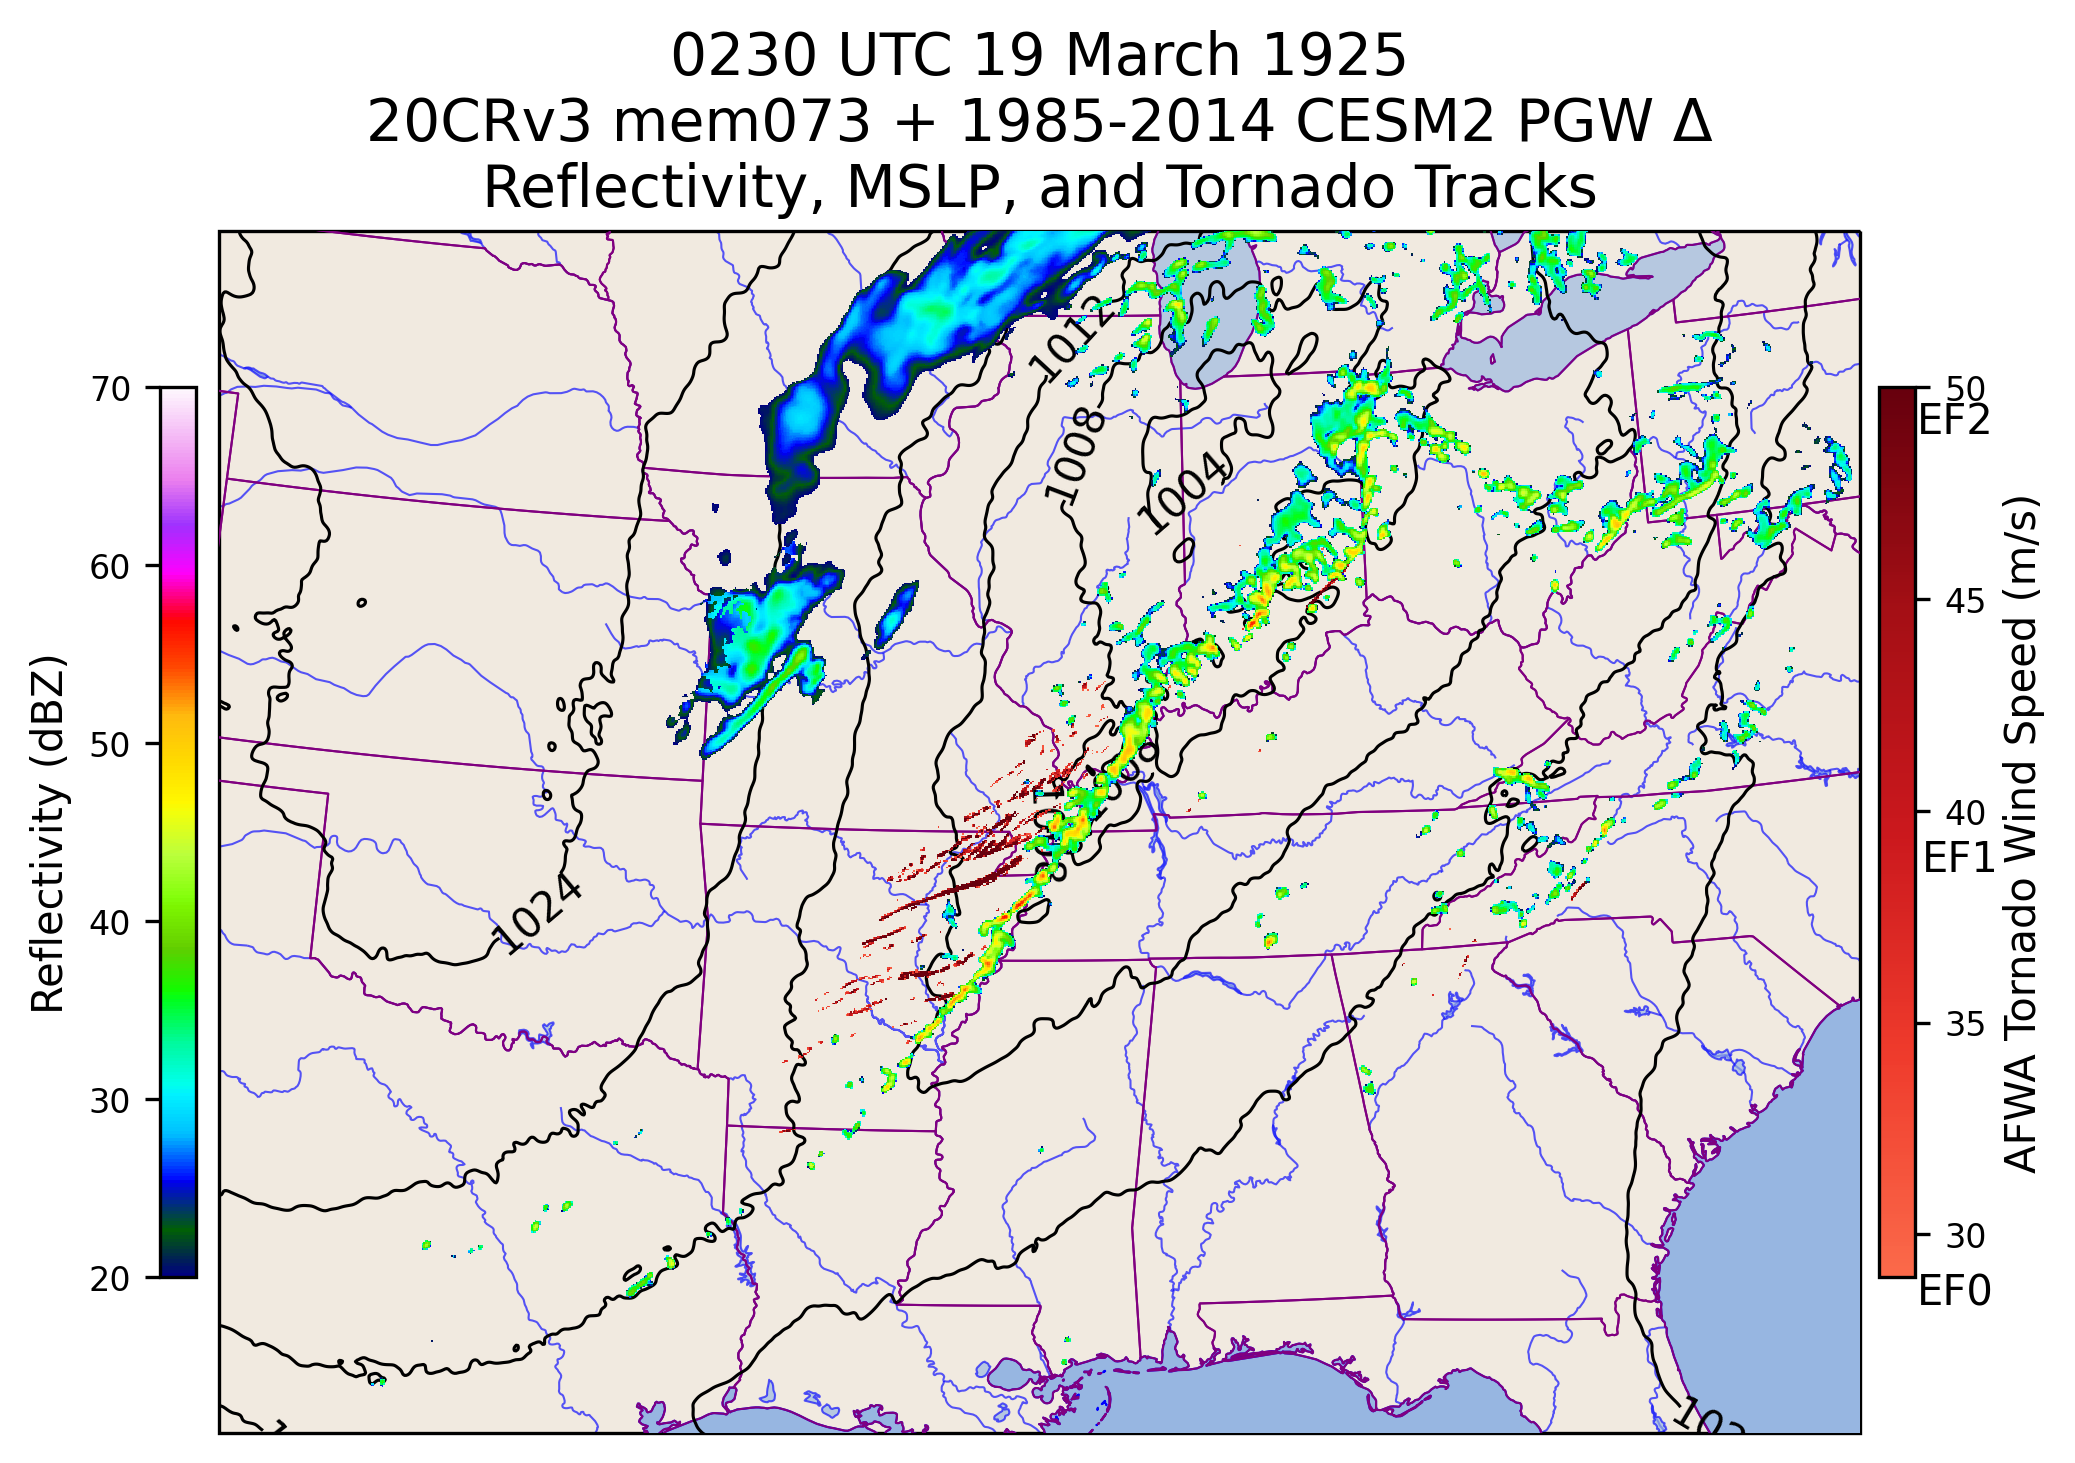 0230 UTC 19 March 1925
20CRv3 mem073 + 1985-2014 CESM2 PGW Δ
Reflectivity, MSLP, and Tornado Tracks
Reflectivity (dBZ)
70
60
50
40
30
20
1012
1008
1004
1024
50
EF2
45
40
EF1
35
30
EF0
AFWA Tornado Wind Speed (m/s)